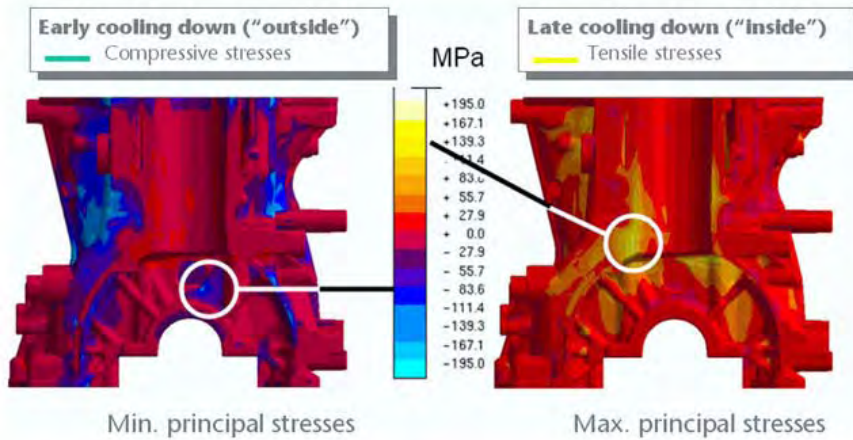 Early cooling down (“outside”)
Compressive stresses
MPa
Late cooling down (“inside”)
Tensile stresses
+195.0
+167.1
+139.3
+ 55.7
+ 27.9
+ 0.0
- 27.9
- 55.7
- 83.6
-111.4
-139.3
-167.1
-195.0
Min. principal stresses
Max. principal stresses